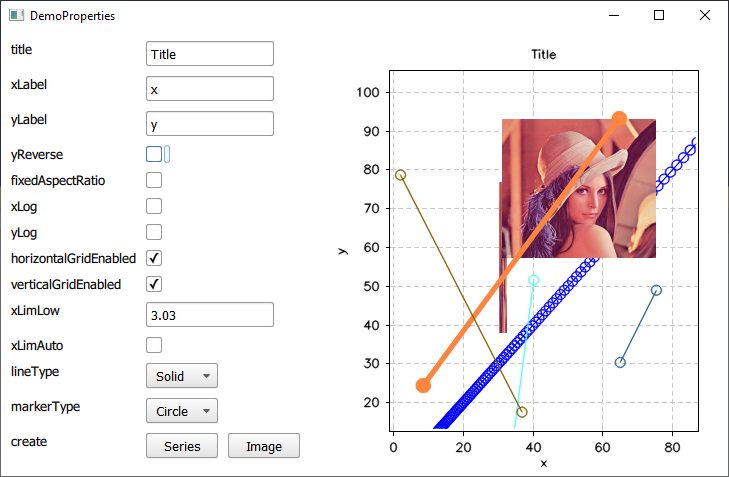 DemoProperties
title Title
xLabel x
yLabel y
yReverse
fixedAspectRatio
xLog
yLog
horizontalGridEnabled
verticalGridEnabled
xLimLow 3.03
xLimAuto
lineType Solid
markerType Circle
create Series Image
Title
100
90
80
70
60
50
40
30
20
y
0 20 40 60 80
x